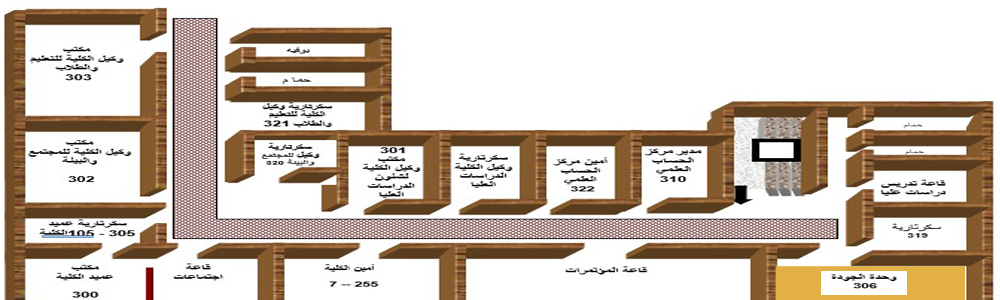 مكتب
وكيل الكلية للتعليم
والطلاب
303
بوفيه
حمام
سكرتارية وكيل
الكلية للتعليم
والطلاب 321
مكتب
وكيل الكلية للمجتمع
والبيئة
302
سكرتارية
وكيل للمجتمع
والبيئة 320
301
مكتب
وكيل الكلية
لشئون
الدراسات
العليا
سكرتارية
وكيل الكلية
الدراسات
العليا
أمين مركز
الحساب
العلمي
322
مدير مركز
الحساب
العلمي
310
حمام
حمام
قاعة تدريس
دراسات عليا
سكرتارية
319
سكرتارية عميد
الكلية105 - 305
مكتب
عميد الكلية
300
قاعة
اجتماعات
أمين الكلية
7 -- 255
قاعة المؤتمرات
وحدة الجودة
306